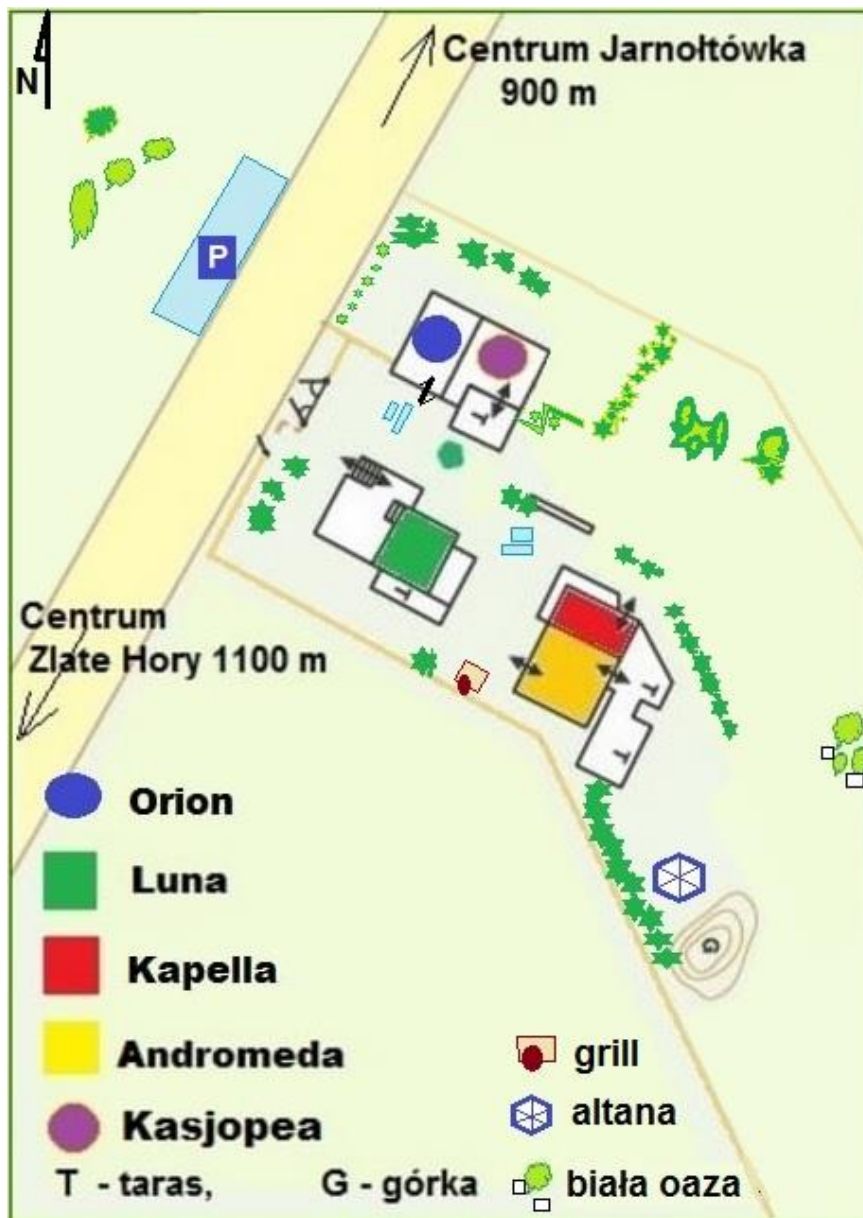 N
Centrum Jarnołtówka
900 m
P
T
T
T
T
Centrum
Zlate Hory 1100 m
Orion
Luna
Kapella
Andromeda
Kasjopea
T - taras, G - górka
G
grill
altana
biała oaza